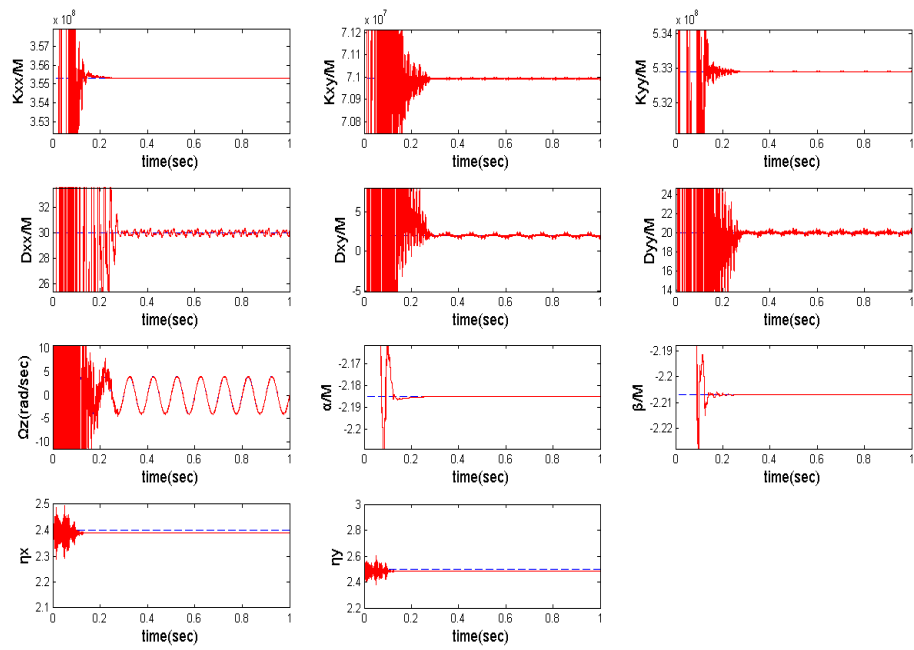 x 10⁸ x 10⁷ x 10⁸
Kxx/M 3.57 3.56 3.55 3.54 3.53
0 0.2 0.4 0.6 0.8 1
time(sec)
Kxy/M 7.12 7.11 7.1 7.09 7.08
0 0.2 0.4 0.6 0.8 1
time(sec)
Kyy/M 5.34 5.33 5.32
0 0.2 0.4 0.6 0.8 1
time(sec)
Dxx/M 32 30 28 26
0 0.2 0.4 0.6 0.8 1
time(sec)
Dxy/M 5 0 -5
0 0.2 0.4 0.6 0.8 1
time(sec)
Dyy/M 24 22 20 18 16 14
0 0.2 0.4 0.6 0.8 1
time(sec)
Ωz(rad/sec) 10 5 0 -5 -10
0 0.2 0.4 0.6 0.8 1
time(sec)
α/M -2.17 -2.18 -2.19 -2.2
0 0.2 0.4 0.6 0.8 1
time(sec)
β/M -2.19 -2.2 -2.21 -2.22
0 0.2 0.4 0.6 0.8 1
time(sec)
ηx 2.5 2.4 2.3 2.2 2.1
0 0.2 0.4 0.6 0.8 1
time(sec)
ηy 3 2.8 2.6 2.4 2.2
0 0.2 0.4 0.6 0.8 1
time(sec)